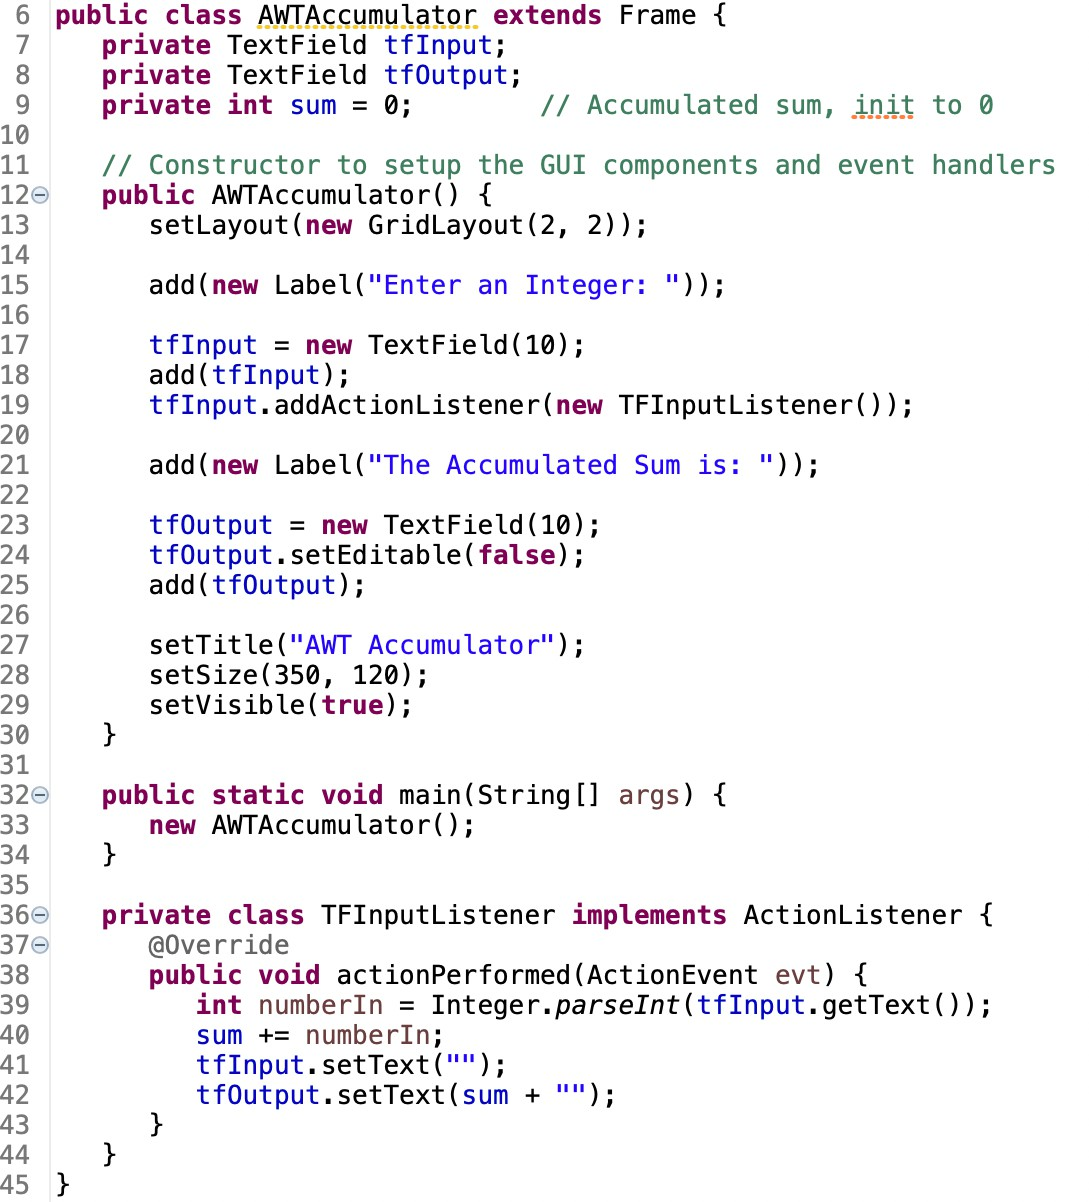 6 public class AWTAccumulator extends Frame {
7    private TextField tfInput;
8    private TextField tfOutput;
9    private int sum = 0;        // Accumulated sum, init to 0
10
11    // Constructor to setup the GUI components and event handlers
12    public AWTAccumulator() {
13       setLayout(new GridLayout(2, 2));
14
15       add(new Label("Enter an Integer: "));
16
17       tfInput = new TextField(10);
18       add(tfInput);
19       tfInput.addActionListener(new TFInputListener());
20
21       add(new Label("The Accumulated Sum is: "));
22
23       tfOutput = new TextField(10);
24       tfOutput.setEditable(false);
25       add(tfOutput);
26
27       setTitle("AWT Accumulator");
28       setSize(350, 120);
29       setVisible(true);
30    }
31
32    public static void main(String[] args) {
33       new AWTAccumulator();
34    }
35
36    private class TFInputListener implements ActionListener {
37       @Override
38       public void actionPerformed(ActionEvent evt) {
39          int numberIn = Integer.parseInt(tfInput.getText());
40          sum += numberIn;
41          tfInput.setText("");
42          tfOutput.setText(sum + "");
43       }
44    }
45 }